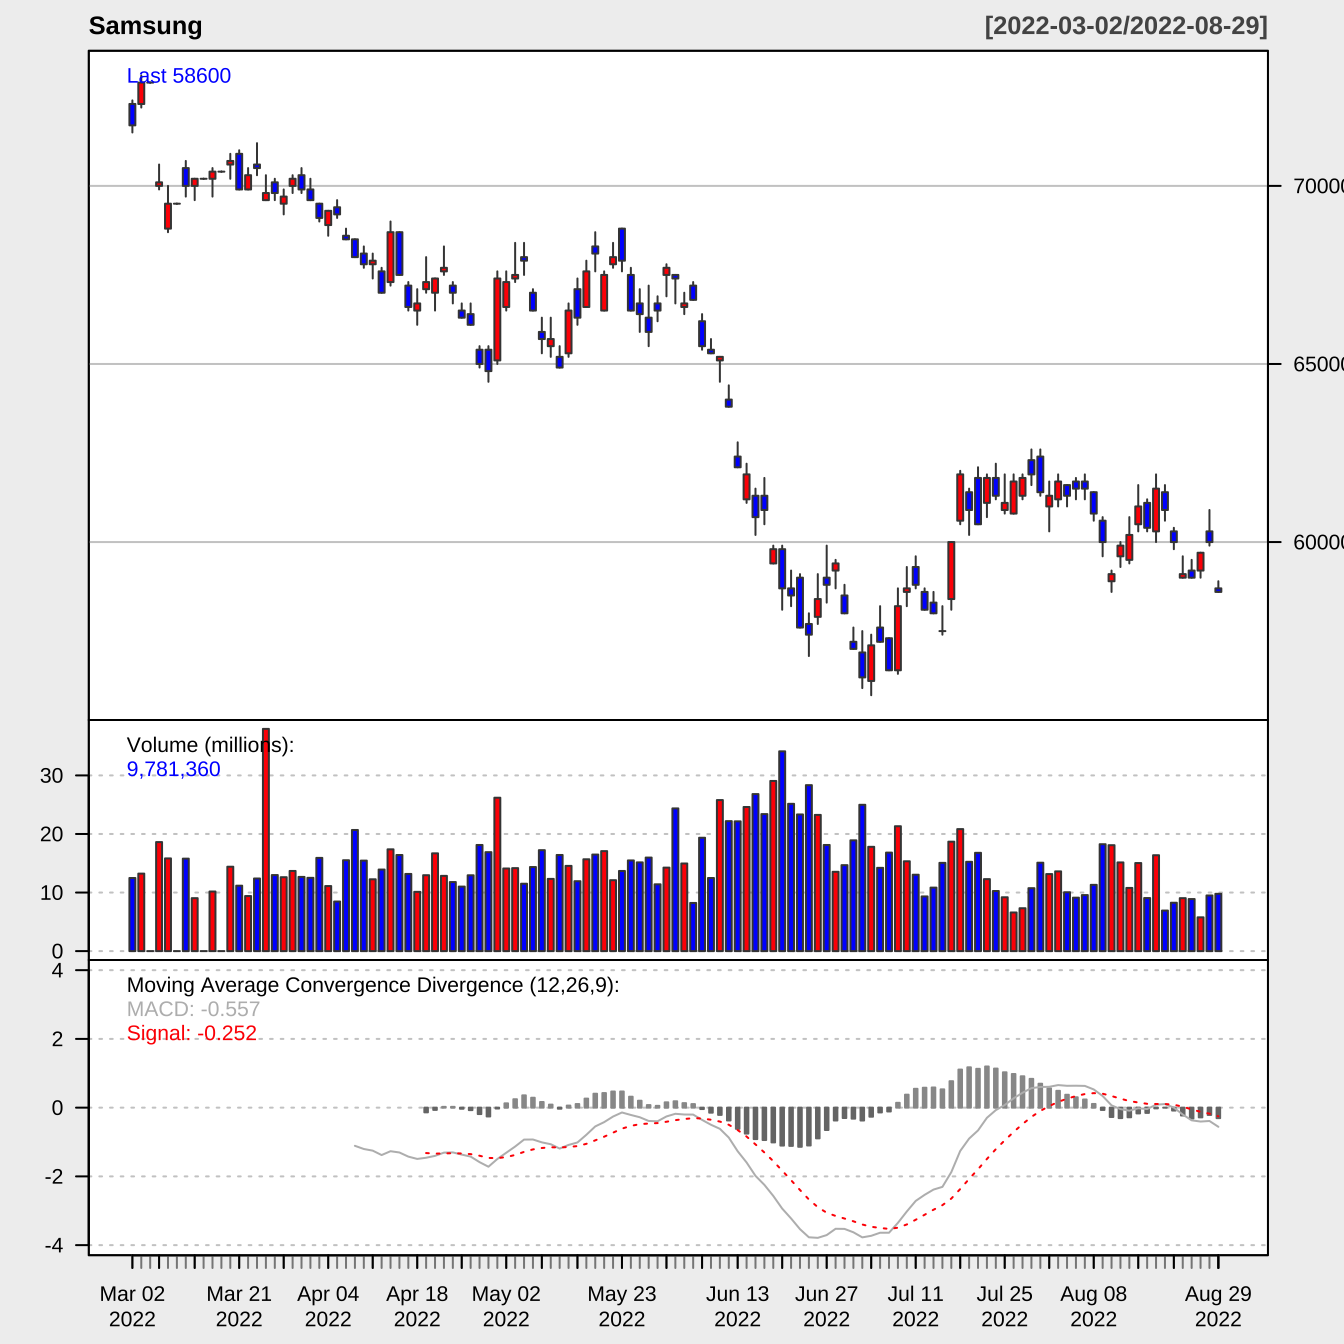 Samsung [2022-03-02/2022-08-29]
Last 58600
70000
65000
60000
Volume (millions):
9,781,360
30
20
10
0
Moving Average Convergence Divergence (12,26,9):
MACD: -0.557
Signal: -0.252
4
2
0
-2
-4
Mar 02 Mar 21 Apr 04 Apr 18 May 02 May 23 Jun 13 Jun 27 Jul 11 Jul 25 Aug 08 Aug 29
2022 2022 2022 2022 2022 2022 2022 2022 2022 2022 2022 2022